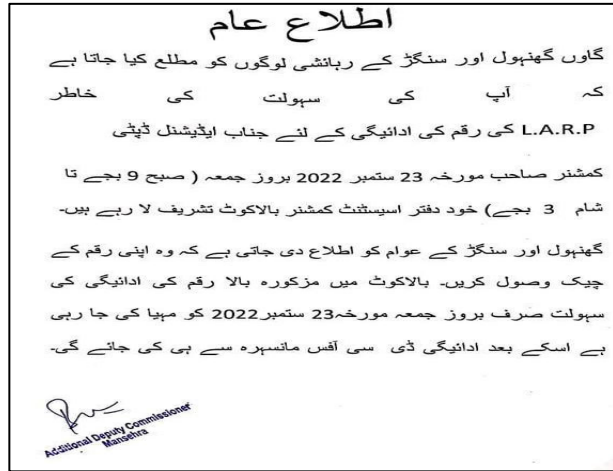 اطلاع عام
گاوں گھنہول اور سنگڑ کے رہائشی لوگوں کو مطلع کیا جاتا ہے
کہ آپ کی سہولت کی خاطر
L.A.R.P کی رقم کی ادائیگی کے لئے جناب ایڈیشنل ڈپٹی
کمشنر صاحب مورخہ 23 ستمبر 2022 بروز جمعہ ( صبح 9 بجے تا
شام 3 بجے) خود دفتر اسیسٹنٹ کمشنر بالاکوٹ تشریف لا رہے ہیں۔
گھنہول اور سنگڑ کے عوام کو اطلاع دی جاتی ہے کہ وہ اپنی رقم کے
چیک وصول کریں۔ بالاکوٹ میں مزکورہ بالا رقم کی ادائیگی کی
سہولت صرف بروز جمعہ مورخہ23 ستمبر2022 کو مہیا کی جا رہی
ہے اسکے بعد ادائیگی ڈی سی آفس مانسہرہ سے ہی کی جائے گی۔
Additional Deputy Commissioner
Mansehra